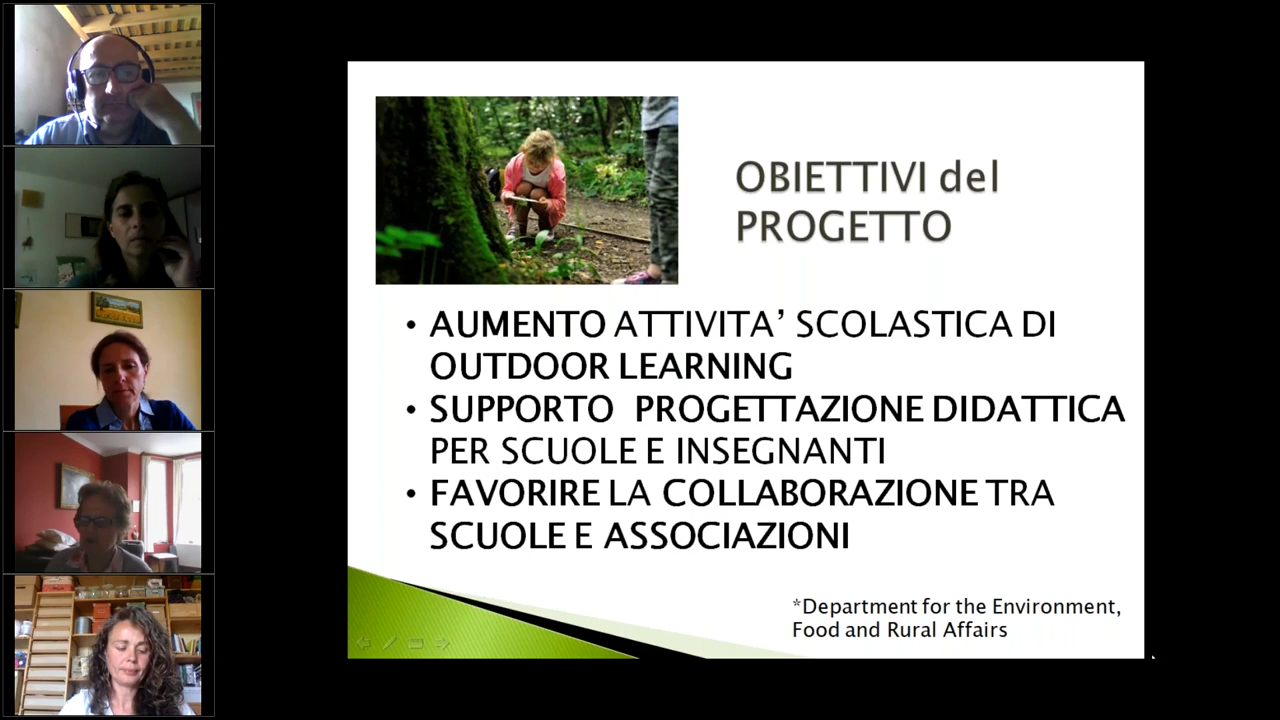 OBIETTIVI del
PROGETTO
• AUMENTO ATTIVITA’ SCOLASTICA DI
OUTDOOR LEARNING
• SUPPORTO PROGETTAZIONE DIDATTICA
PER SCUOLE E INSEGNANTI
• FAVORIRE LA COLLABORAZIONE TRA
SCUOLE E ASSOCIAZIONI
*Department for the Environment,
Food and Rural Affairs